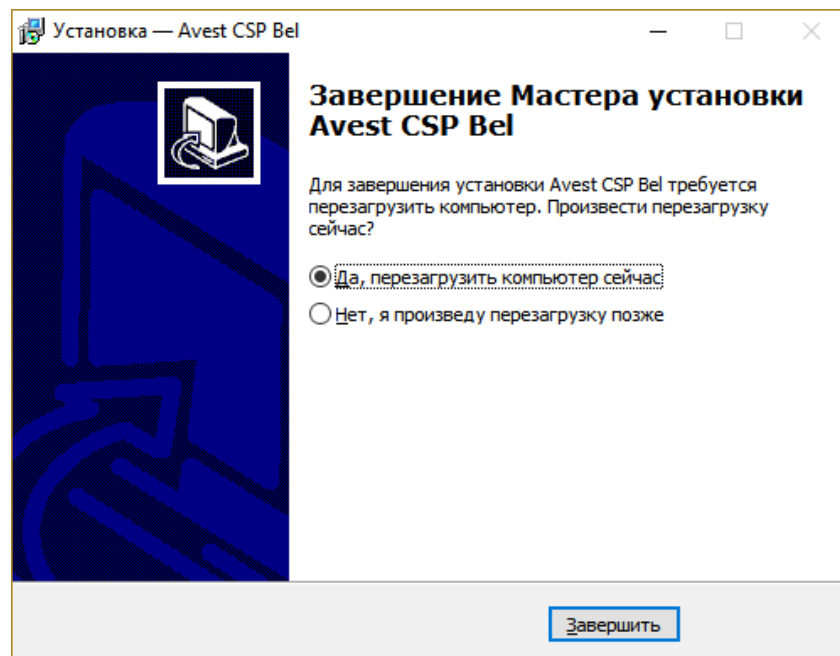 Установка — Avest CSP Bel
Завершение Мастера установки
Avest CSP Bel
Для завершения установки Avest CSP Bel требуется
перезагрузить компьютер. Произвести перезагрузку
сейчас?
Да, перезагрузить компьютер сейчас
Нет, я произведу перезагрузку позже
Завершить